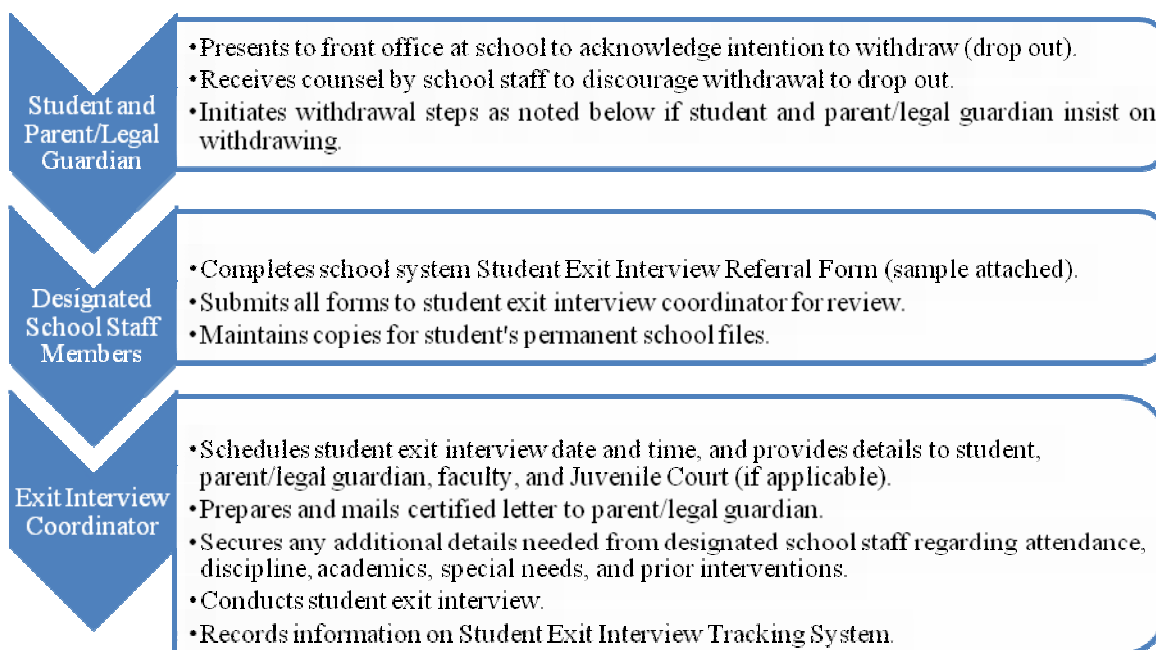 Student and
Parent/Legal
Guardian
•Presents to front office at school to acknowledge intention to withdraw (drop out).
•Receives counsel by school staff to discourage withdrawal to drop out.
•Initiates withdrawal steps as noted below if student and parent/legal guardian insist on
withdrawing.
Designated
School Staff
Members
•Completes school system Student Exit Interview Referral Form (sample attached).
•Submits all forms to student exit interview coordinator for review.
•Maintains copies for student's permanent school files.
Exit Interview
Coordinator
•Schedules student exit interview date and time, and provides details to student,
parent/legal guardian, faculty, and Juvenile Court (if applicable).
•Prepares and mails certified letter to parent/legal guardian.
•Secures any additional details needed from designated school staff regarding attendance,
discipline, academics, special needs, and prior interventions.
•Conducts student exit interview.
•Records information on Student Exit Interview Tracking System.